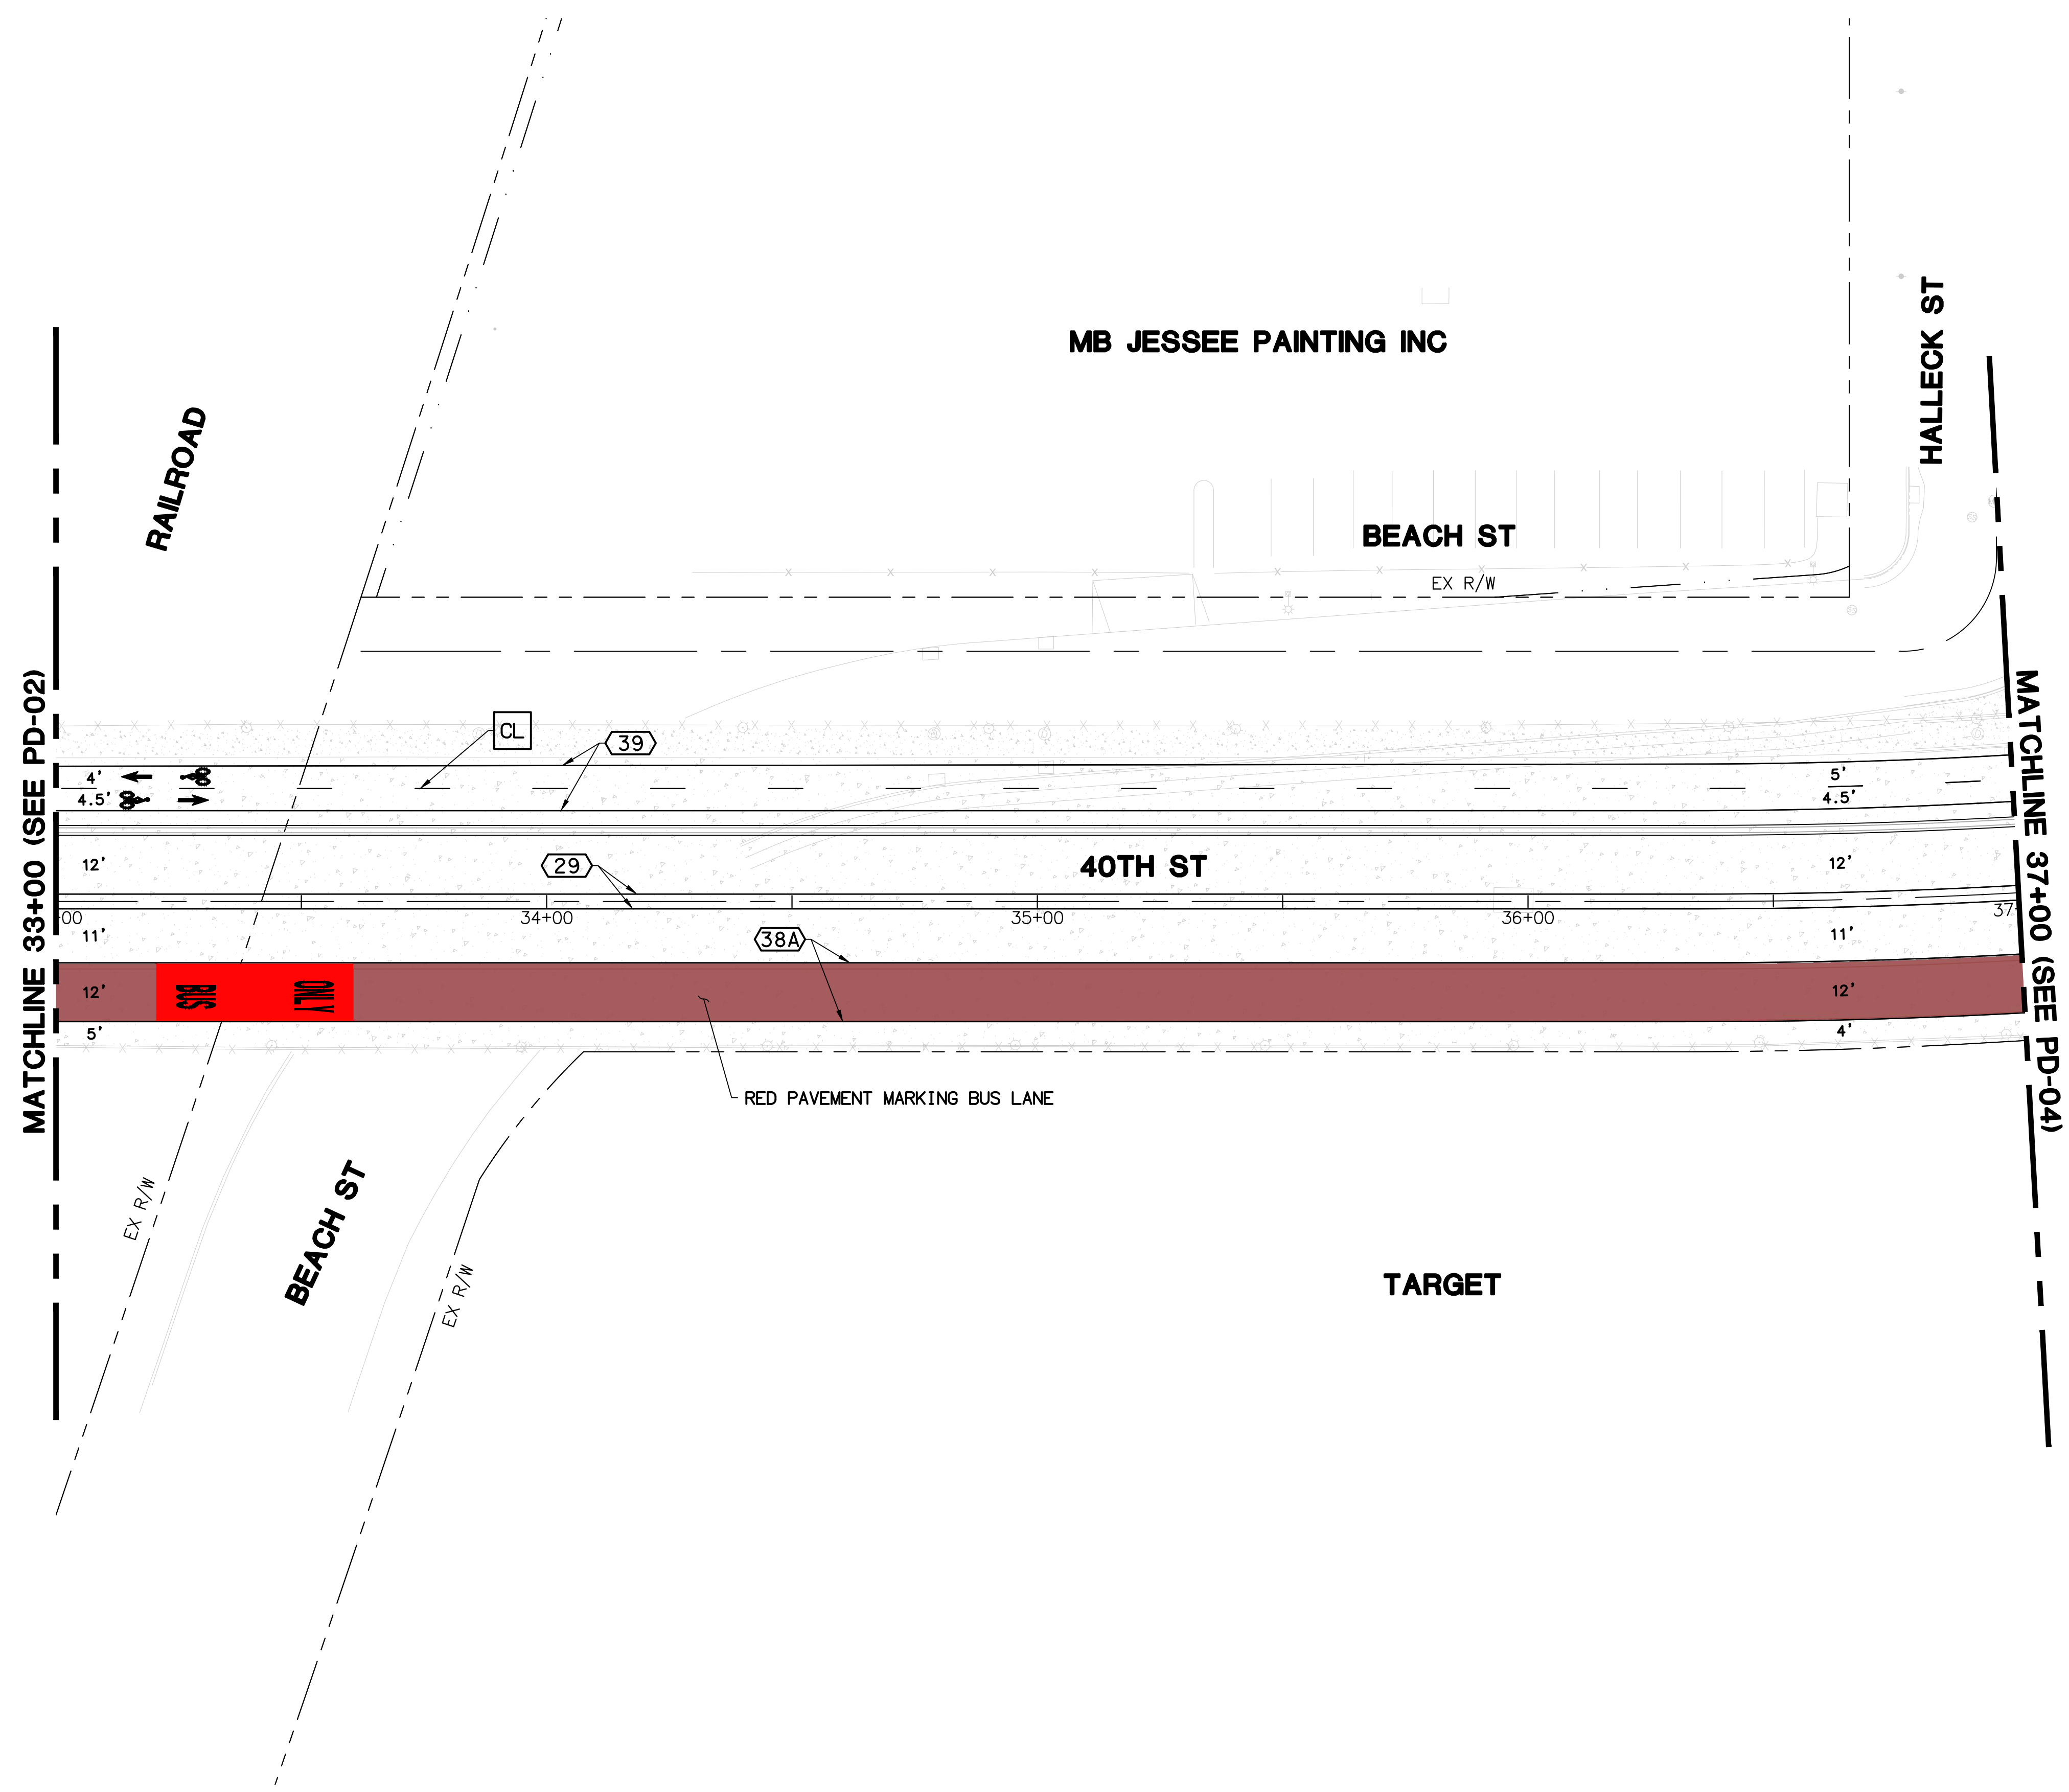 MB JESSEE PAINTING INC
HALLECK ST
RAILROAD
BEACH ST
EX R/W
MATCHLINE 33+00 (SEE PD-02)
MATCHLINE 37+00 (SEE PD-04)
CL
39
4'
4.5'
5'
4.5'
12'
29
40TH ST
12'
+00
34+00
35+00
36+00
37
11'
38A
11'
12'
BUS
ONLY
12'
5'
4'
RED PAVEMENT MARKING BUS LANE
EX R/W
BEACH ST
EX R/W
TARGET